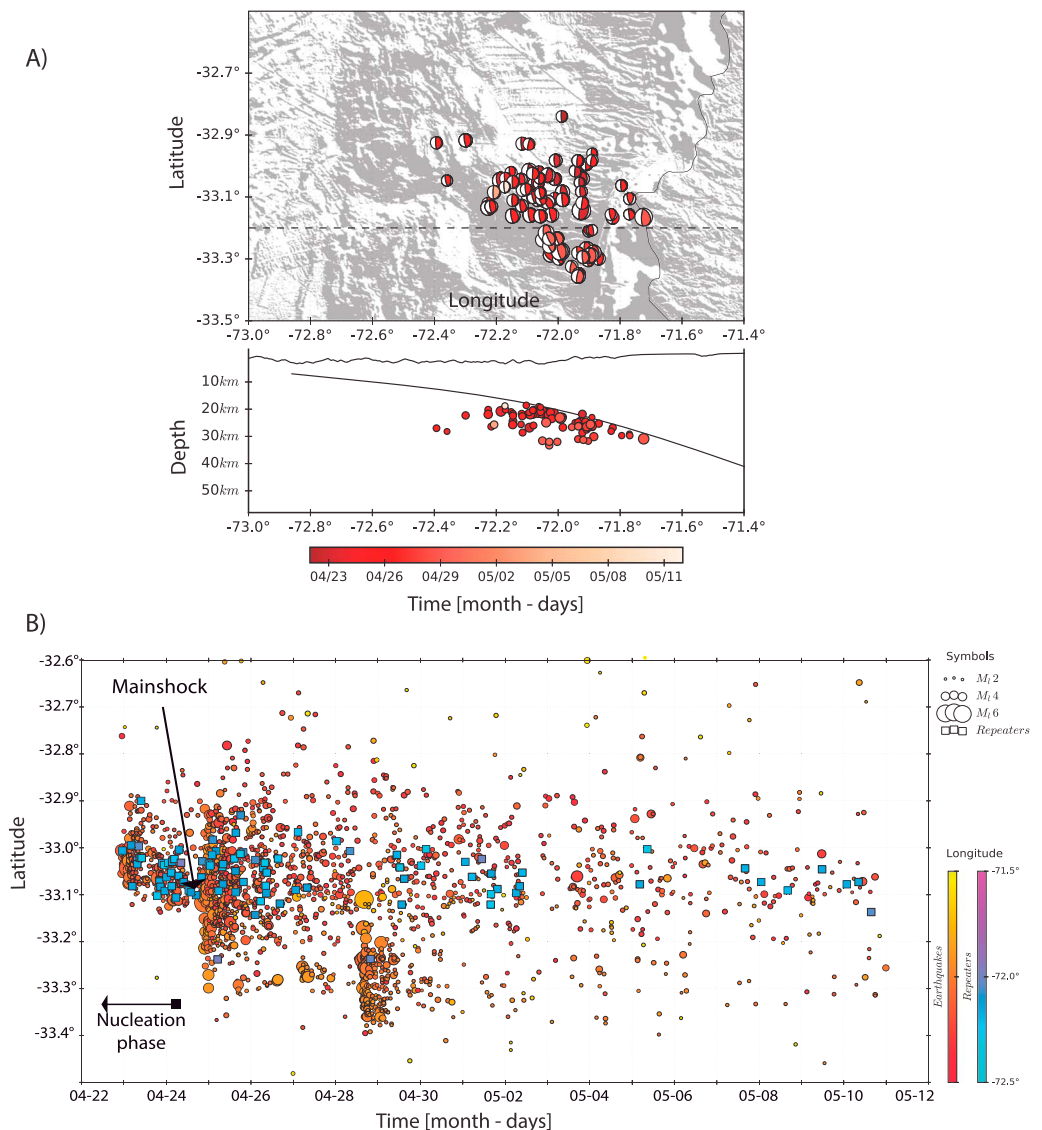 A)
Latitude
-32.7°
-32.9°
-33.1°
-33.3°
-33.5°
Longitude
-73.0° -72.8° -72.6° -72.4° -72.2° -72.0° -71.8° -71.6° -71.4°
Depth
10km
20km
30km
40km
50km
-73.0° -72.8° -72.6° -72.4° -72.2° -72.0° -71.8° -71.6° -71.4°
04/23 04/26 04/29 05/02 05/05 05/08 05/11
Time [month - days]
B)
Latitude
-32.6°
-32.7°
-32.8°
-32.9°
-33.0°
-33.1°
-33.2°
-33.3°
-33.4°
Mainshock
Nucleation
phase
04-22 04-24 04-26 04-28 04-30 05-02 05-04 05-06 05-08 05-10 05-12
Time [month - days]
Symbols
Ml 2
Ml 4
Ml 6
Repeaters
Longitude
Earthquakes
Repeaters
-71.5°
-72.0°
-72.5°